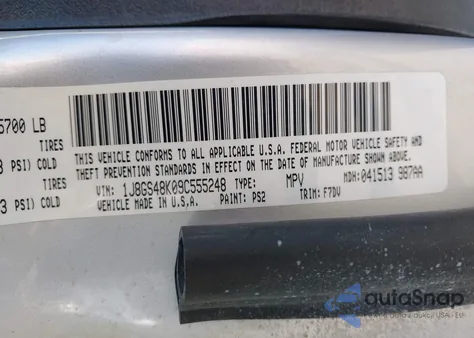 5700 LB
TIRES
PSI) COLD
TIRES
3 PSI) COLD
THIS VEHICLE CONFORMS TO ALL APPLICABLE U.S.A. FEDERAL MOTOR VEHICLE SAFETY AND
THEFT PREVENTION STANDARDS IN EFFECT ON THE DATE OF MANUFACTURE SHOWN ABOVE.
VIN: 1J8GS48K09C555248 TYPE: MPV MDH: 041513 987AA
VEHICLE MADE IN U.S.A. PAINT: PS2 TRIM: F7DV
autaSnap